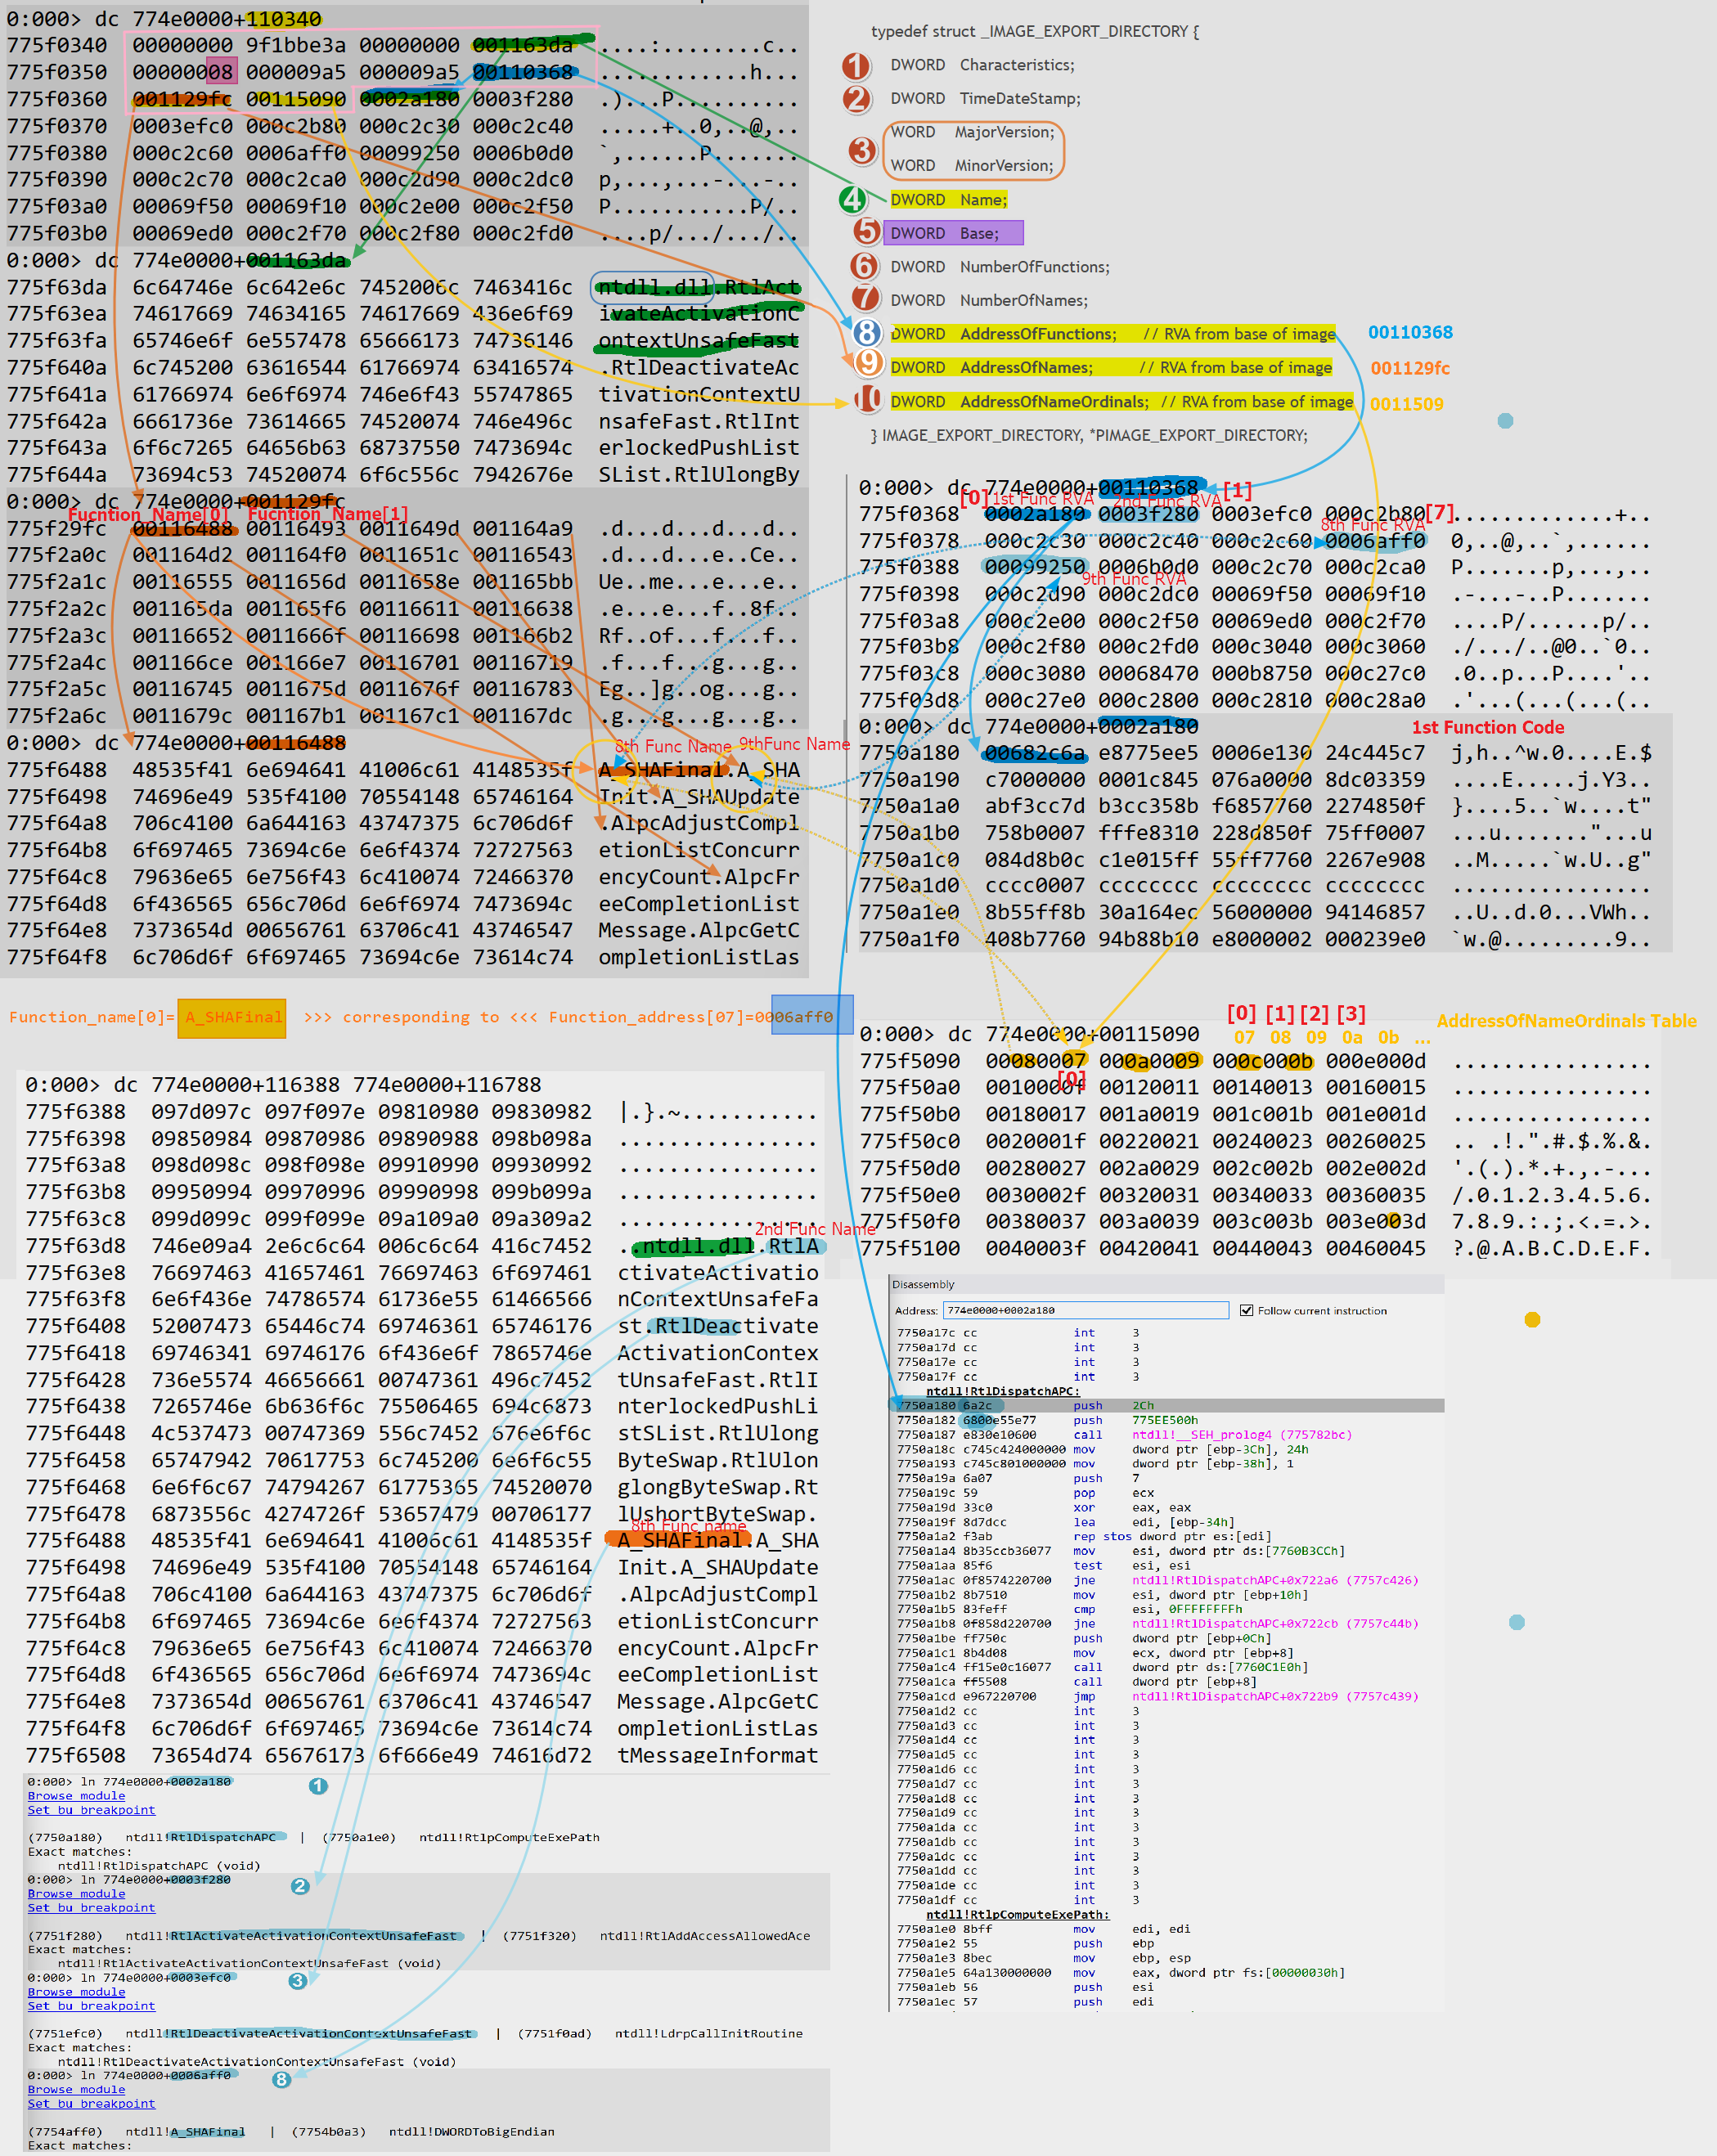 0:000> dc 774e0000+110340
775f0340 00000000 9f1bbe3a 00000000 001163da ....:........c..
775f0350 00000008 000009a5 000009a5 00110368 ............h...
775f0360 001129fc 00115090 0002a180 0003f280 .)...P..........
775f0370 0003efc0 000c2b80 000c2c30 000c2c40 .....+..0,..@,..
775f0380 000c2c60 0006aff0 00099250 0006b0d0 `,......P.......
775f0390 000c2c70 000c2ca0 000c2d90 000c2dc0 p,...,...-...-..
775f03a0 00069f50 00069f10 000c2e00 000c2f50 P...........P/..
775f03b0 00069ed0 000c2f70 000c2f80 000c2fd0 ....p/.../.../..
0:000> dc 774e0000+001163da
775f63da 6c64746e 6c642e6c 7452006c 7463416c ntdll.dll.RtlAct
775f63ea 74617669 74634165 74617669 436e6f69 ivateActivationC
775f63fa 65746e6f 6e557478 65666173 74736146 ontextUnsafeFast
775f640a 6c745200 63616544 61766974 63416574 .RtlDeactivateAc
775f641a 61766974 6e6f6974 746e6f43 55747865 tivationContextU
775f642a 6661736e 73614665 74520074 746e496c nsafeFast.RtlInt
775f643a 6f6c7265 64656b63 68737550 7473694c erlockedPushList
775f644a 73694c53 74520074 6f6c556c 7942676e SList.RtlUlongBy
0:000> dc 774e0000+001129fc
Fucntion_Name[0] Fucntion_Name[1]
775f29fc 00116488 00116493 0011649d 001164a9 .d...d...d...d..
775f2a0c 001164d2 001164f0 0011651c 00116543 .d...d...e..Ce..
775f2a1c 00116555 0011656d 0011658e 001165bb Ue..me...e...e..
775f2a2c 001165da 001165f6 00116611 00116638 .e...e...f..8f..
775f2a3c 00116652 0011666f 00116698 001166b2 Rf..of...f...f..
775f2a4c 001166ce 001166e7 00116701 00116719 .f...f...g...g..
775f2a5c 00116745 0011675d 0011676f 00116783 Eg..]g..og...g..
775f2a6c 0011679c 001167b1 001167c1 001167dc .g...g...g...g..
0:000> dc 774e0000+00116488
8th Func Name 9thFunc Name
775f6488 48535f41 6e694641 41006c61 4148535f A_SHAFinal.A_SHA
775f6498 74696e49 535f4100 70554148 65746164 Init.A_SHAUpdate
775f64a8 706c4100 6a644163 43747375 6c706d6f .AlpcAdjustCompl
775f64b8 6f697465 73694c6e 6e6f4374 72727563 etionListConcurr
775f64c8 79636e65 6e756f43 6c410074 72466370 encyCount.AlpcFr
775f64d8 6f436565 656c706d 6e6f6974 7473694c eeCompletionList
775f64e8 7373654d 00656761 63706c41 43746547 Message.AlpcGetC
775f64f8 6c706d6f 6f697465 73694c6e 73614c74 ompletionListLas
typedef struct _IMAGE_EXPORT_DIRECTORY {
1 DWORD Characteristics;
2 DWORD TimeDateStamp;
3 WORD MajorVersion;
WORD MinorVersion;
4 DWORD Name;
5 DWORD Base;
6 DWORD NumberOfFunctions;
7 DWORD NumberOfNames;
8 DWORD AddressOfFunctions; // RVA from base of image 00110368
9 DWORD AddressOfNames; // RVA from base of image 001129fc
10 DWORD AddressOfNameOrdinals; // RVA from base of image 0011509
} IMAGE_EXPORT_DIRECTORY, *PIMAGE_EXPORT_DIRECTORY;
0:000> dc 774e0000+00110368
[0] 1st Func RVA 2nd Func RVA [1]
775f0368 0002a180 0003f280 0003efc0 000c2b80 [7] ............+..
8th Func RVA
775f0378 000c2c30 000c2c40 000c2c60 0006aff0 0,..@,..`,......
775f0388 00099250 0006b0d0 000c2c70 000c2ca0 P.......p,...,..
9th Func RVA
775f0398 000c2d90 000c2dc0 00069f50 00069f10 .-...-..P.......
775f03a8 000c2e00 000c2f50 00069ed0 000c2f70 ....P/......p/..
775f03b8 000c2f80 000c2fd0 000c3040 000c3060 ./.../..@0..`0..
775f03c8 000c3080 00068470 000b8750 000c27c0 .0..p...P....'..
775f03d8 000c27e0 000c2800 000c2810 000c28a0 .'...(...(...(..
0:000> dc 774e0000+0002a180
1st Function Code
7750a180 00682c6a e8775ee5 0006e130 24c445c7 j,h..^w.0....E.$
7750a190 c7000000 0001c845 076a0000 8dc03359 ....E.....j.Y3..
7750a1a0 abf3cc7d b3cc358b f6857760 2274850f }....5..`w....t"
7750a1b0 758b0007 fffe8310 228d850f 75ff0007 ...u......."...u
7750a1c0 084d8b0c c1e015ff 55ff7760 2267e908 ..M.....`w.U..g"
7750a1d0 cccc0007 cccccccc cccccccc cccccccc ................
7750a1e0 8b55ff8b 30a164ec 56000000 94146857 ..U..d.0...VWh..
7750a1f0 408b7760 94b88b10 e8000002 000239e0 `w.@.........9..
Function_name[0]= A_SHAFinal >>> corresponding to <<< Function_address[07]=0006aff0
[0] [1] [2] [3]
0:000> dc 774e0000+00115090
07 08 09 0a 0b ...
AddressOfNameOrdinals Table
775f5090 00080007 000a0009 000c000b 000e000d ................
[0]
775f50a0 0010000f 00120011 00140013 00160015 ................
775f50b0 00180017 001a0019 001c001b 001e001d ................
775f50c0 0020001f 00220021 00240023 00260025 .. .!.".#.$.%.&.
775f50d0 00280027 002a0029 002c002b 002e002d '.(.).*.+.,.-...
775f50e0 0030002f 00320031 00340033 00360035 /.0.1.2.3.4.5.6.
775f50f0 00380037 003a0039 003c003b 003e003d 7.8.9.:.;.<.=.>.
775f5100 0040003f 00420041 00440043 00460045 ?.@.A.B.C.D.E.F.
0:000> dc 774e0000+116388 774e0000+116788
775f6388 097d097c 097f097e 09810980 09830982 |.}.~...........
775f6398 09850984 09870986 09890988 098b098a ................
775f63a8 098d098c 098f098e 09910990 09930992 ................
775f63b8 09950994 09970996 09990998 099b099a ................
775f63c8 099d099c 099f099e 09a109a0 09a309a2 ................
2nd Func Name
775f63d8 746e09a4 2e6c6c64 006c6c64 416c7452 ..ntdll.dll.RtlA
775f63e8 76697463 41657461 76697463 6f697461 ctivateActivatio
775f63f8 6e6f436e 74786574 61736e55 61466566 nContextUnsafeFa
775f6408 52007473 65446c74 69746361 65746176 st.RtlDeactivate
775f6418 69746341 69746176 6f436e6f 7865746e ActivationContex
775f6428 736e5574 46656661 00747361 496c7452 tUnsafeFast.RtlI
775f6438 7265746e 6b636f6c 75506465 694c6873 nterlockedPushLi
775f6448 4c537473 00747369 556c7452 676e6f6c stSList.RtlUlong
775f6458 65747942 70617753 6c745200 6e6f6c55 ByteSwap.RtlUlon
775f6468 6e6f6c67 74794267 61775365 74520070 glongByteSwap.Rt
775f6478 6873556c 4274726f 53657479 00706177 lUshortByteSwap.
8th Func name
775f6488 48535f41 6e694641 41006c61 4148535f A_SHAFinal.A_SHA
775f6498 74696e49 535f4100 70554148 65746164 Init.A_SHAUpdate
775f64a8 706c4100 6a644163 43747375 6c706d6f .AlpcAdjustCompl
775f64b8 6f697465 73694c6e 6e6f4374 72727563 etionListConcurr
775f64c8 79636e65 6e756f43 6c410074 72466370 encyCount.AlpcFr
775f64d8 6f436565 656c706d 6e6f6974 7473694c eeCompletionList
775f64e8 7373654d 00656761 63706c41 43746547 Message.AlpcGetC
775f64f8 6c706d6f 6f697465 73694c6e 73614c74 ompletionListLas
775f6508 73654d74 65676173 6f666e49 74616d72 tMessageInformat
0:000> ln 774e0000+0002a180 1
Browse module
Set bu breakpoint
(7750a180) ntdll!RtlDispatchAPC | (7750a1e0) ntdll!RtlpComputeExePath
Exact matches:
ntdll!RtlDispatchAPC (void)
0:000> ln 774e0000+0003f280 2
Browse module
Set bu breakpoint
(7751f280) ntdll!RtlActivateActivationContextUnsafeFast | (7751f320) ntdll!RtlAddAccessAllowedAce
Exact matches:
ntdll!RtlActivateActivationContextUnsafeFast (void)
0:000> ln 774e0000+0003efc0 3
Browse module
Set bu breakpoint
(7751efc0) ntdll!RtlDeactivateActivationContextUnsafeFast | (7751f0ad) ntdll!LdrpCallInitRoutine
Exact matches:
ntdll!RtlDeactivateActivationContextUnsafeFast (void)
0:000> ln 774e0000+0006aff0 8
Browse module
Set bu breakpoint
(7754aff0) ntdll!A_SHAFinal | (7754b0a3) ntdll!DWORDToBigEndian
Exact matches:
Disassembly
Address: 774e0000+0002a180 Follow current instruction
7750a17c cc int 3
7750a17d cc int 3
7750a17e cc int 3
7750a17f cc int 3
ntdll!RtlDispatchAPC:
7750a180 6a2c push 2Ch
7750a182 6800e55e77 push 775EE500h
7750a187 e830e10600 call ntdll!__SEH_prolog4 (775782bc)
7750a18c c745c424000000 mov dword ptr [ebp-3Ch], 24h
7750a193 c745c801000000 mov dword ptr [ebp-38h], 1
7750a19a 6a07 push 7
7750a19c 59 pop ecx
7750a19d 33c0 xor eax, eax
7750a19f 8d7dcc lea edi, [ebp-34h]
7750a1a2 f3ab rep stos dword ptr es:[edi]
7750a1a4 8b35ccb36077 mov esi, dword ptr ds:[7760B3CCh]
7750a1aa 85f6 test esi, esi
7750a1ac 0f8574220700 jne ntdll!RtlDispatchAPC+0x722a6 (7757c426)
7750a1b2 8b7510 mov esi, dword ptr [ebp+10h]
7750a1b5 83feff cmp esi, 0FFFFFFFFh
7750a1b8 0f858d220700 jne ntdll!RtlDispatchAPC+0x722cb (7757c44b)
7750a1be ff750c push dword ptr [ebp+0Ch]
7750a1c1 8b4d08 mov ecx, dword ptr [ebp+8]
7750a1c4 ff15e0c16077 call dword ptr ds:[7760C1E0h]
7750a1ca ff5508 call dword ptr [ebp+8]
7750a1cd e967220700 jmp ntdll!RtlDispatchAPC+0x722b9 (7757c439)
7750a1d2 cc int 3
7750a1d3 cc int 3
7750a1d4 cc int 3
7750a1d5 cc int 3
7750a1d6 cc int 3
7750a1d7 cc int 3
7750a1d8 cc int 3
7750a1d9 cc int 3
7750a1da cc int 3
7750a1db cc int 3
7750a1dc cc int 3
7750a1dd cc int 3
7750a1de cc int 3
7750a1df cc int 3
ntdll!RtlpComputeExePath:
7750a1e0 8bff mov edi, edi
7750a1e2 55 push ebp
7750a1e3 8bec mov ebp, esp
7750a1e5 64a130000000 mov eax, dword ptr fs:[00000030h]
7750a1eb 56 push esi
7750a1ec 57 push edi